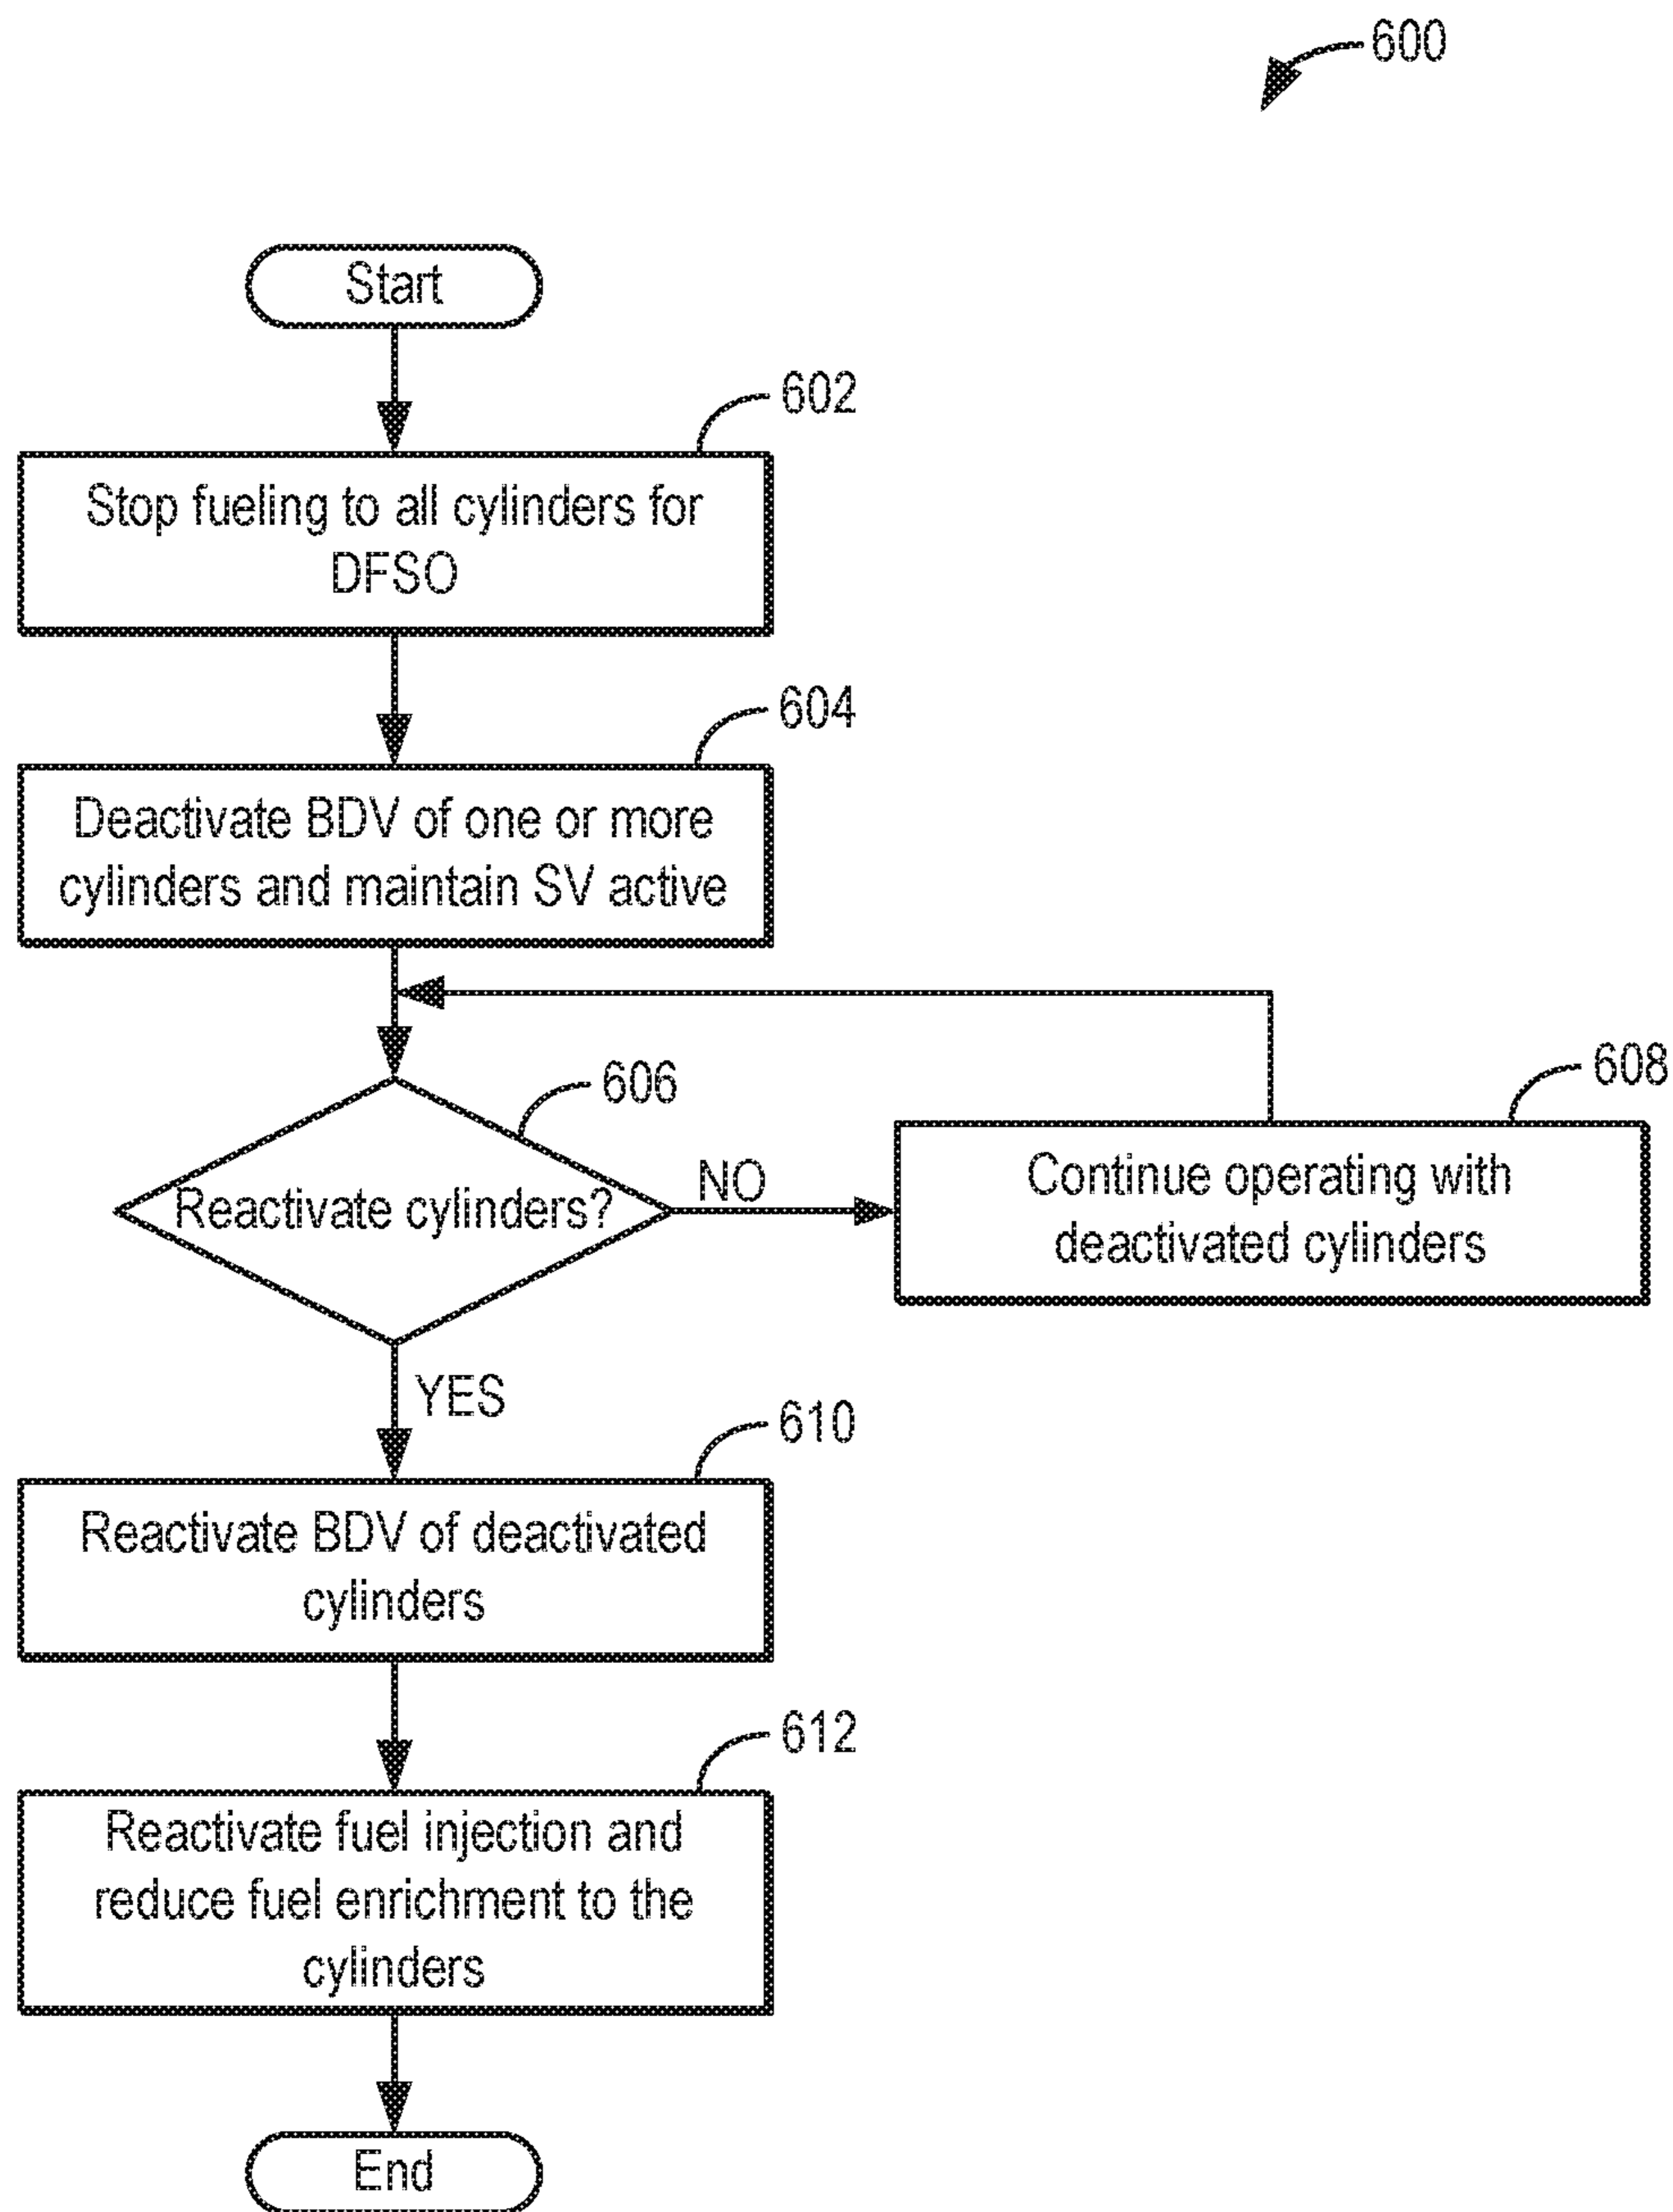 600
Start
602
Stop fueling to all cylinders for
DFSO
604
Deactivate BDV of one or more
cylinders and maintain SV active
606
Reactivate cylinders?
NO
608
Continue operating with
deactivated cylinders
YES
610
Reactivate BDV of deactivated
cylinders
612
Reactivate fuel injection and
reduce fuel enrichment to the
cylinders
End